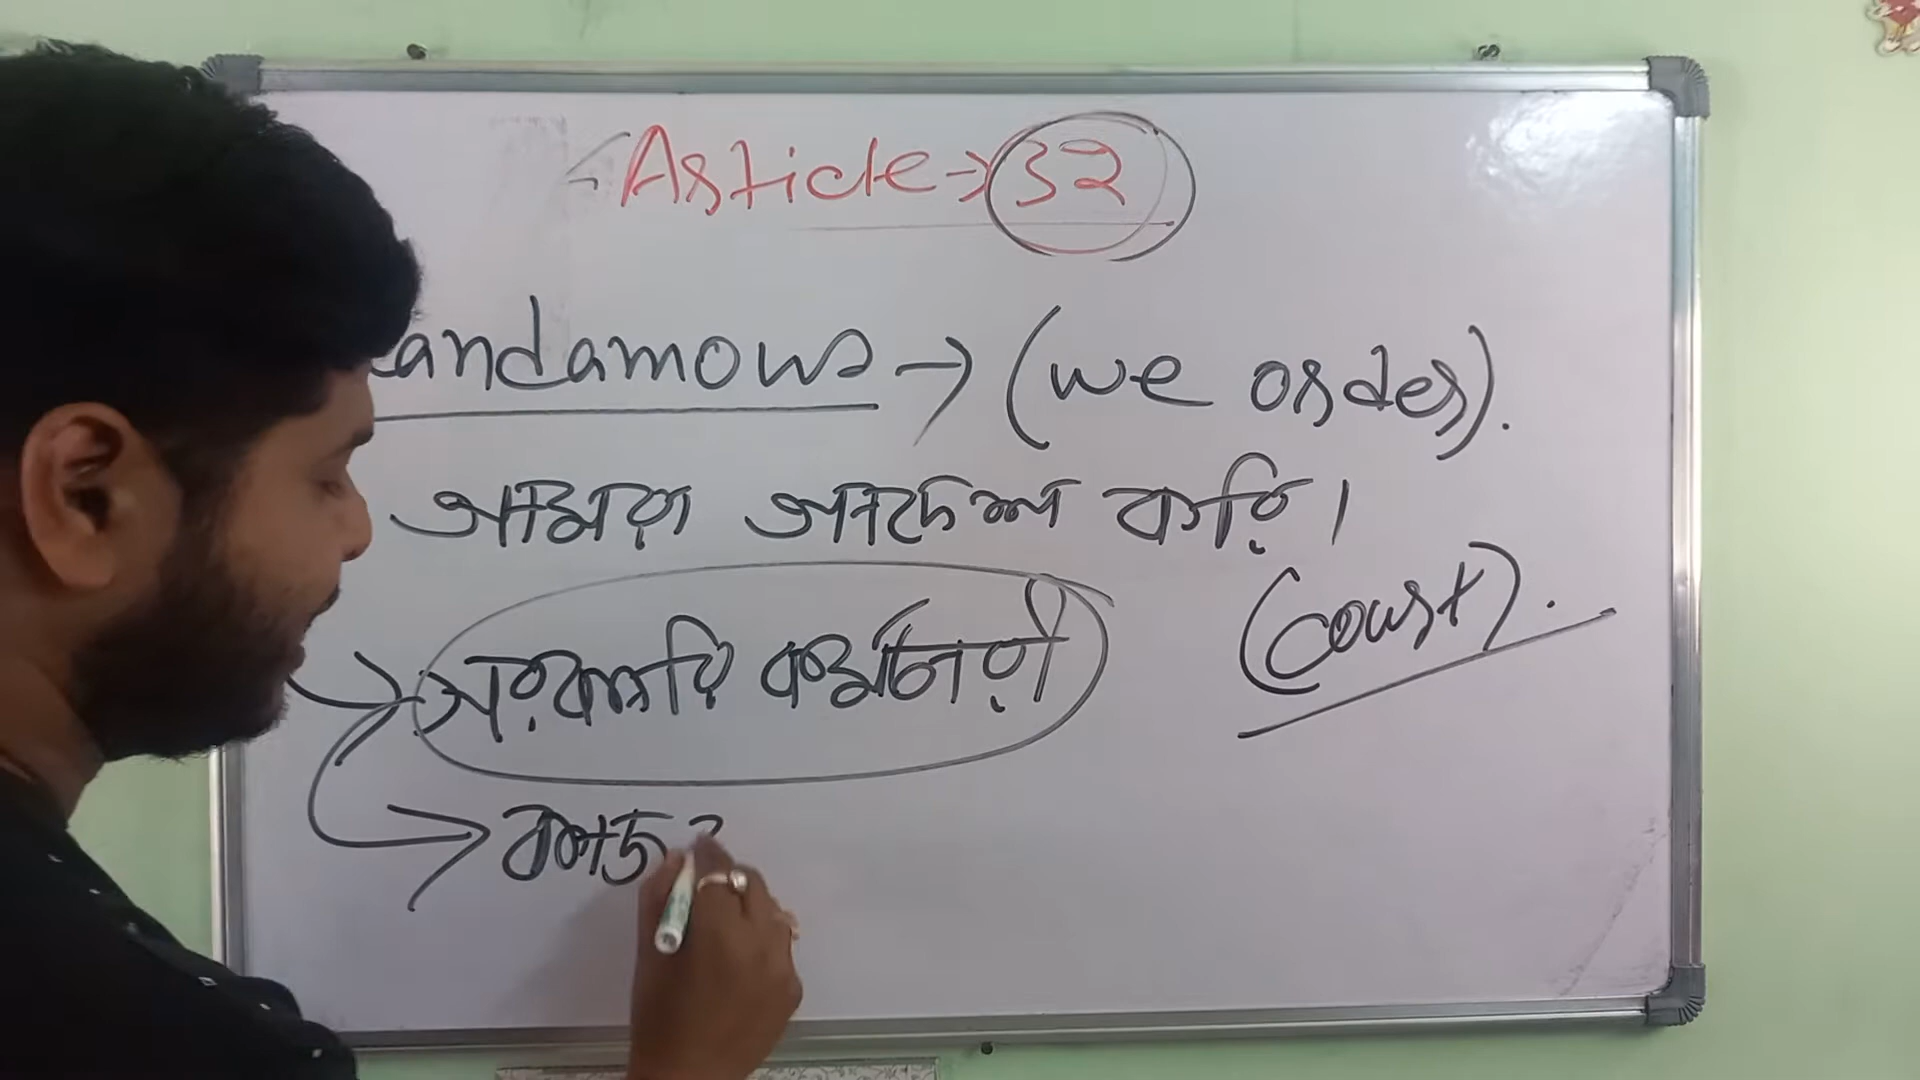 Article → 32
andamous → (we order).
আমরা আদেশ করি।
(court).
→ সরকারি কর্মচারী
→ কাজ